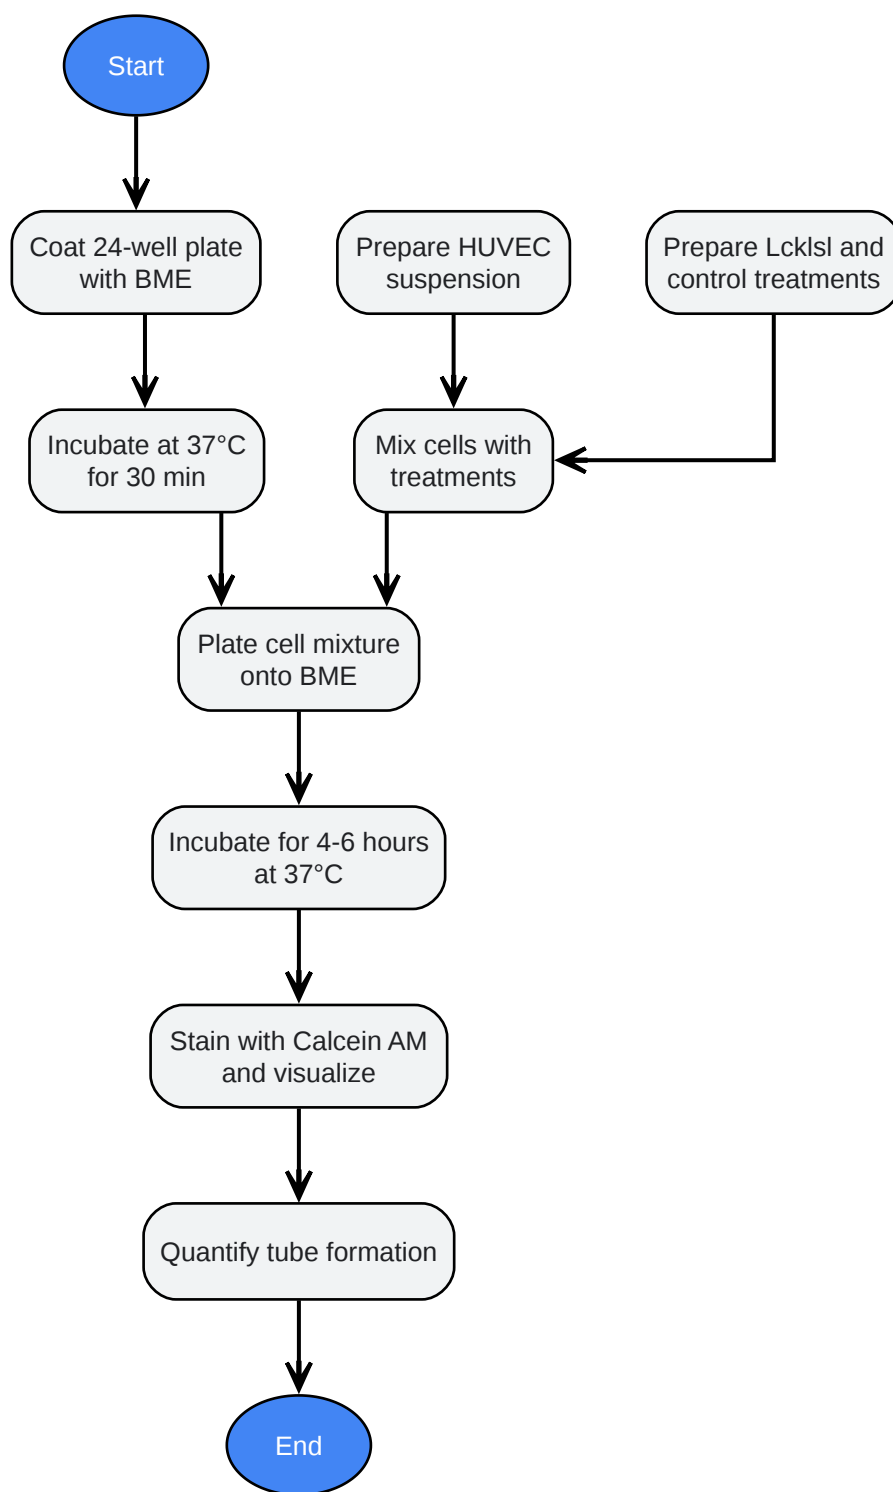 Start
Coat 24-well plate
with BME
Prepare HUVEC
suspension
Prepare Lcklsl and
control treatments
Incubate at 37°C
for 30 min
Mix cells with
treatments
Plate cell mixture
onto BME
Incubate for 4-6 hours
at 37°C
Stain with Calcein AM
and visualize
Quantify tube formation
End